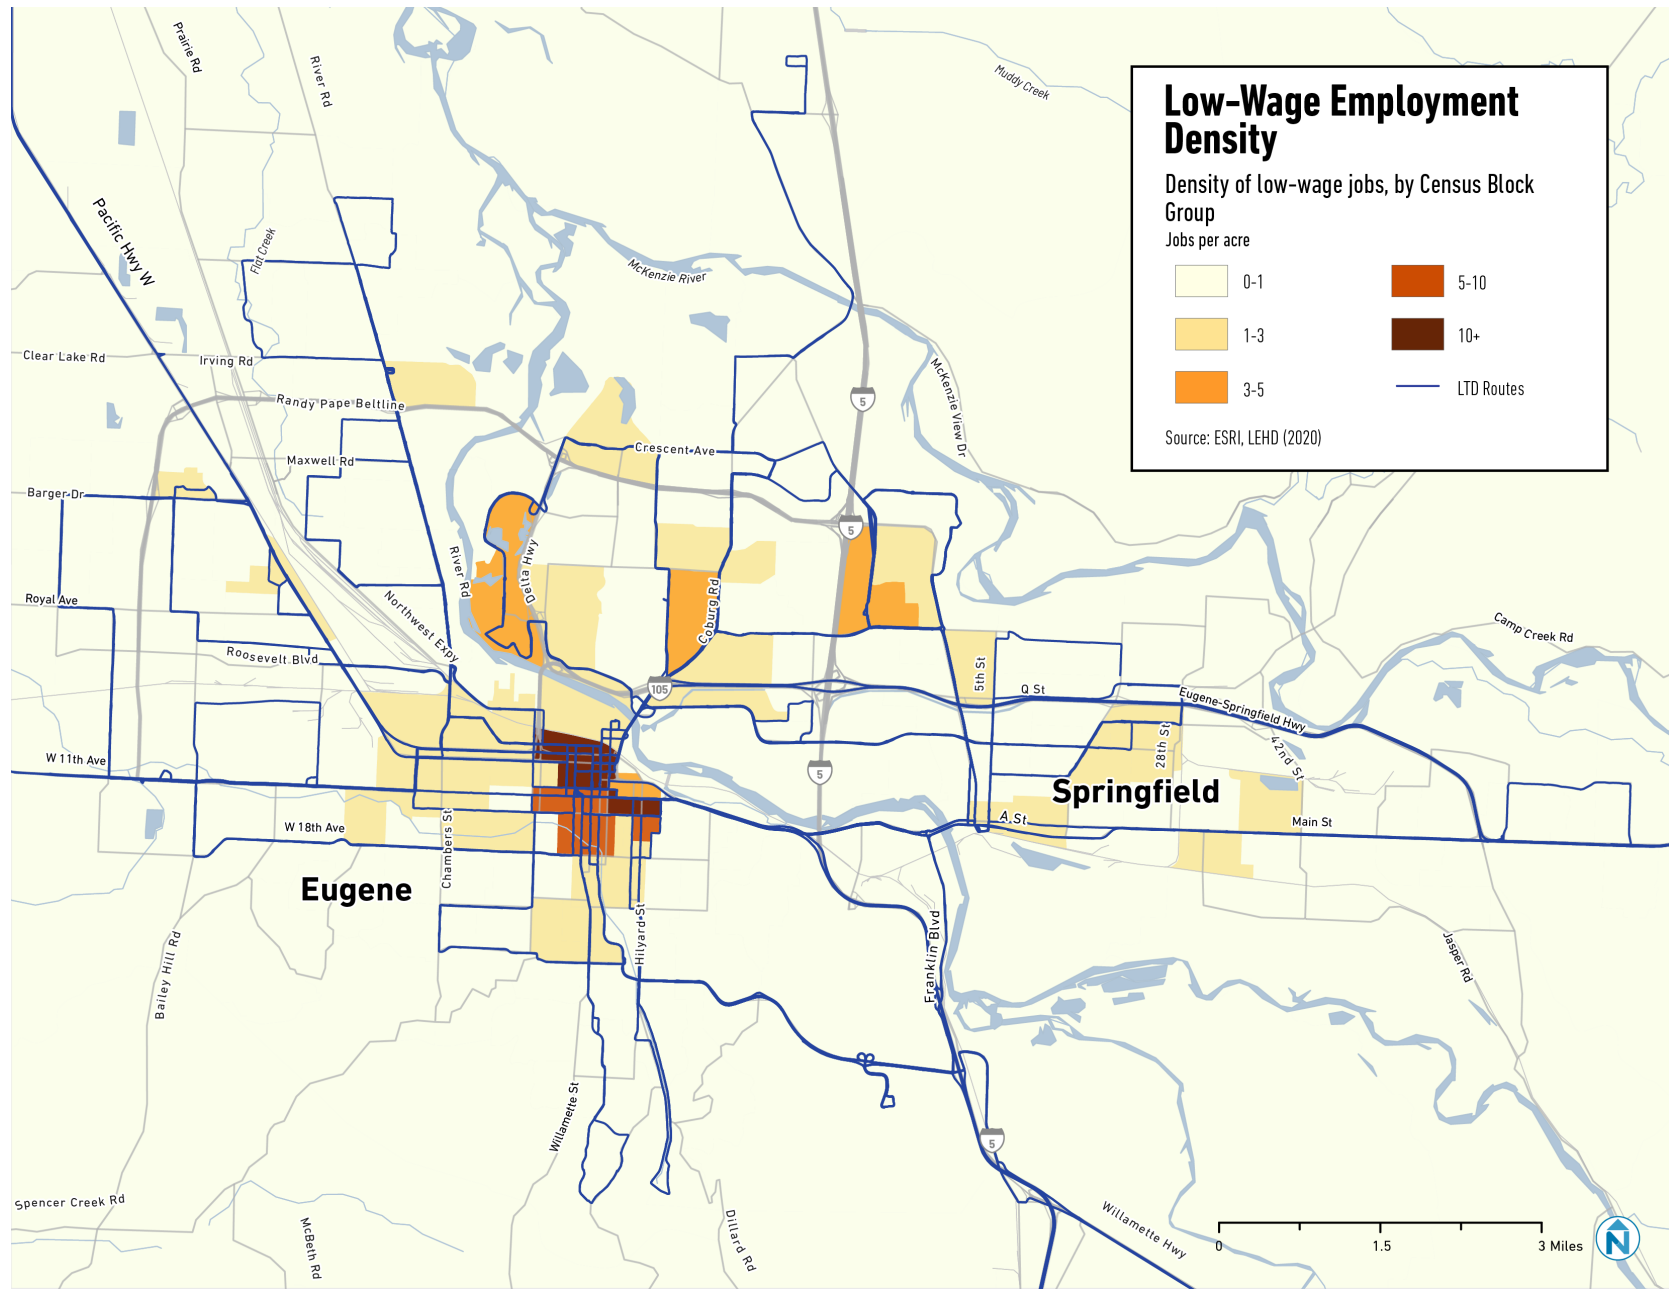 Low-Wage Employment
Density
Density of low-wage jobs, by Census Block
Group
Jobs per acre
0-1
1-3
3-5
5-10
10+
LTD Routes
Source: ESRI, LEHD (2020)
Prairie Rd
River Rd
Muddy Creek
Pacific Hwy W
Flat Creek
McKenzie River
Clear Lake Rd
Irving Rd
Randy Pape Beltline
McKenzie View Dr
5
Maxwell Rd
Crescent Ave
Barger Dr
5
River Rd
Delta Hwy
Royal Ave
Northwest Expy
Coburg Rd
Camp Creek Rd
Roosevelt Blvd
5th St
105
Q St
Eugene-Springfield Hwy
28th St
42nd St
W 11th Ave
5
Springfield
A St
Main St
W 18th Ave
Chambers St
Eugene
Hilyard St
Franklin Blvd
Bailey Hill Rd
Jasper Rd
Willamette St
5
Spencer Creek Rd
McBeth Rd
Dillard Rd
Willamette Hwy
0
1.5
3 Miles
N